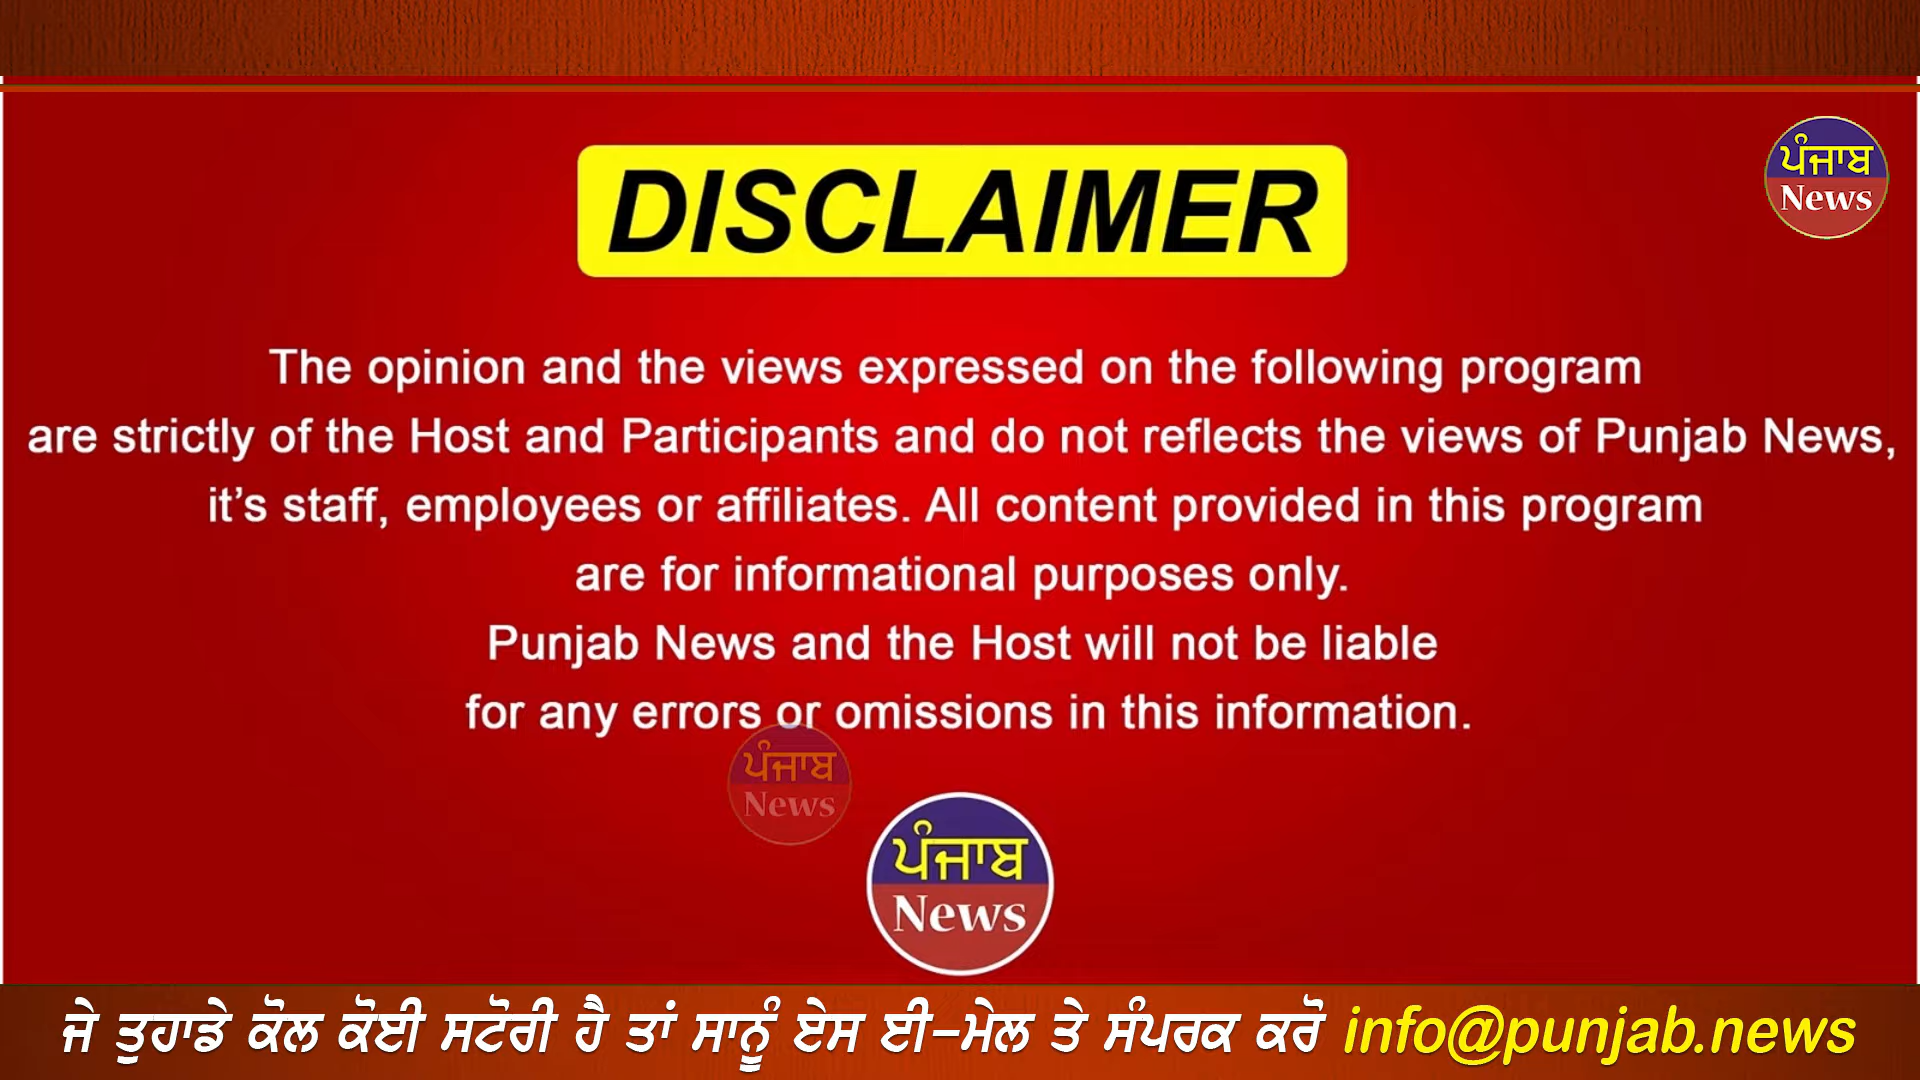 ਪੰਜਾਬ
News
DISCLAIMER
The opinion and the views expressed on the following program
are strictly of the Host and Participants and do not reflects the views of Punjab News,
it’s staff, employees or affiliates. All content provided in this program
are for informational purposes only.
Punjab News and the Host will not be liable
for any errors or omissions in this information.
ਪੰਜਾਬ
News
ਪੰਜਾਬ
News
ਜੇ ਤੁਹਾਡੇ ਕੋਲ ਕੋਈ ਸਟੋਰੀ ਹੈ ਤਾਂ ਸਾਨੂੰ ਏਸ ਈ-ਮੇਲ ਤੇ ਸੰਪਰਕ ਕਰੋ info@punjab.news